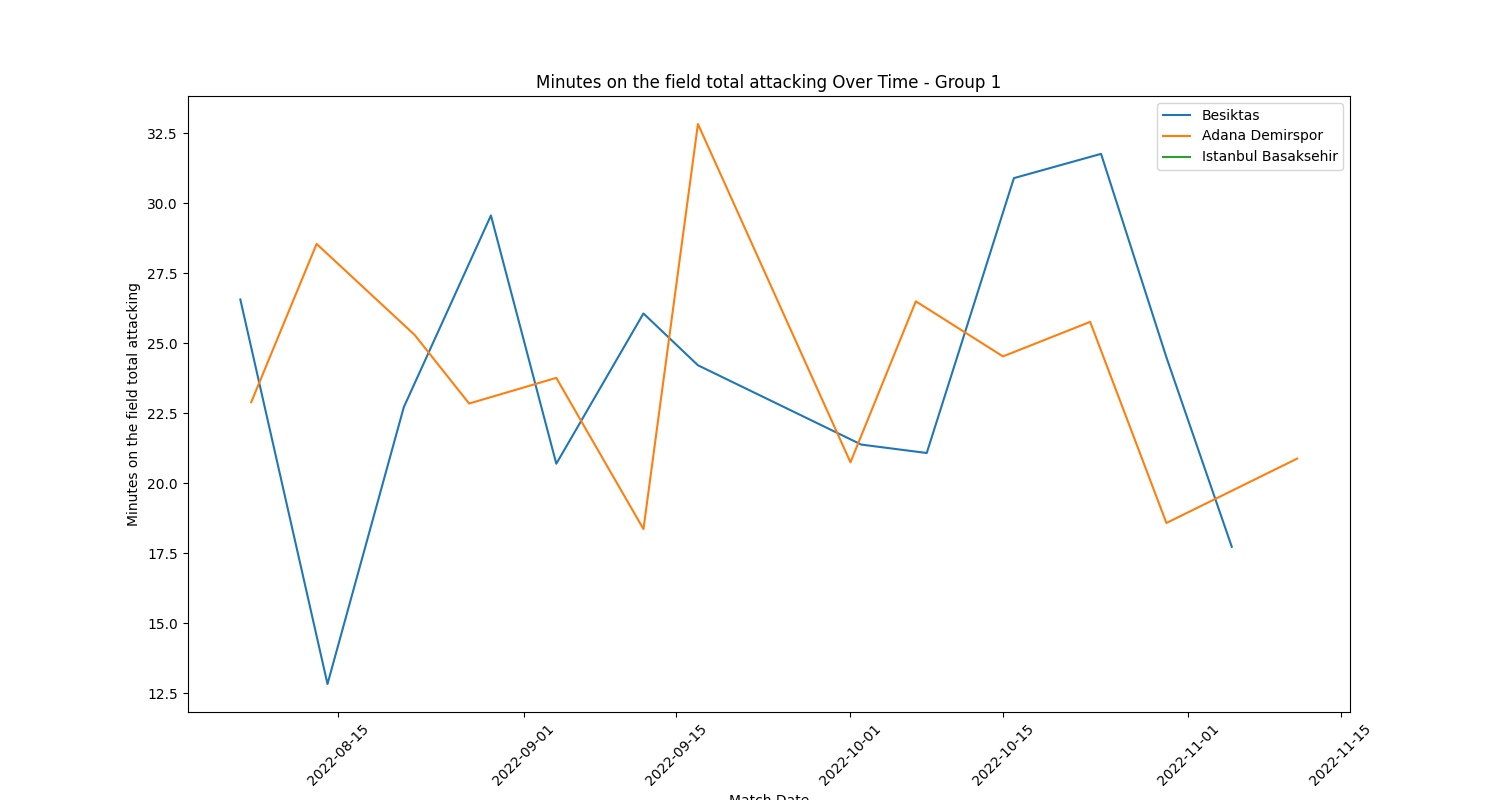 Minutes on the field total attacking Over Time - Group 1
Besiktas
Adana Demirspor
Istanbul Basaksehir
Minutes on the field total attacking
32.5
30.0
27.5
25.0
22.5
20.0
17.5
15.0
12.5
2022-08-15
2022-09-01
2022-09-15
2022-10-01
2022-10-15
2022-11-01
2022-11-15
Match Date